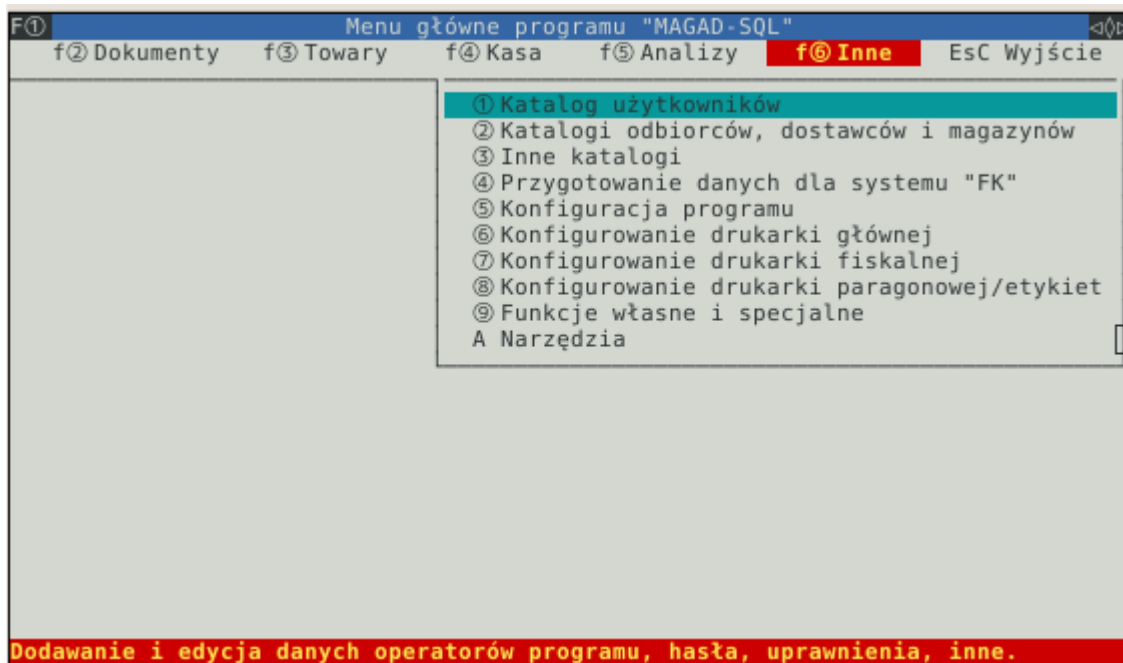 F① Menu główne programu "MAGAD-SQL"
f② Dokumenty f③ Towary f④ Kasa f⑤ Analizy f⑥ Inne EsC Wyjście
① Katalog użytkowników
② Katalogi odbiorców, dostawców i magazynów
③ Inne katalogi
④ Przygotowanie danych dla systemu "FK"
⑤ Konfiguracja programu
⑥ Konfigurowanie drukarki głównej
⑦ Konfigurowanie drukarki fiskalnej
⑧ Konfigurowanie drukarki paragonowej/etykiet
⑨ Funkcje własne i specjalne
A Narzędzia
Dodawanie i edycja danych operatorów programu, hasła, uprawnienia, inne.